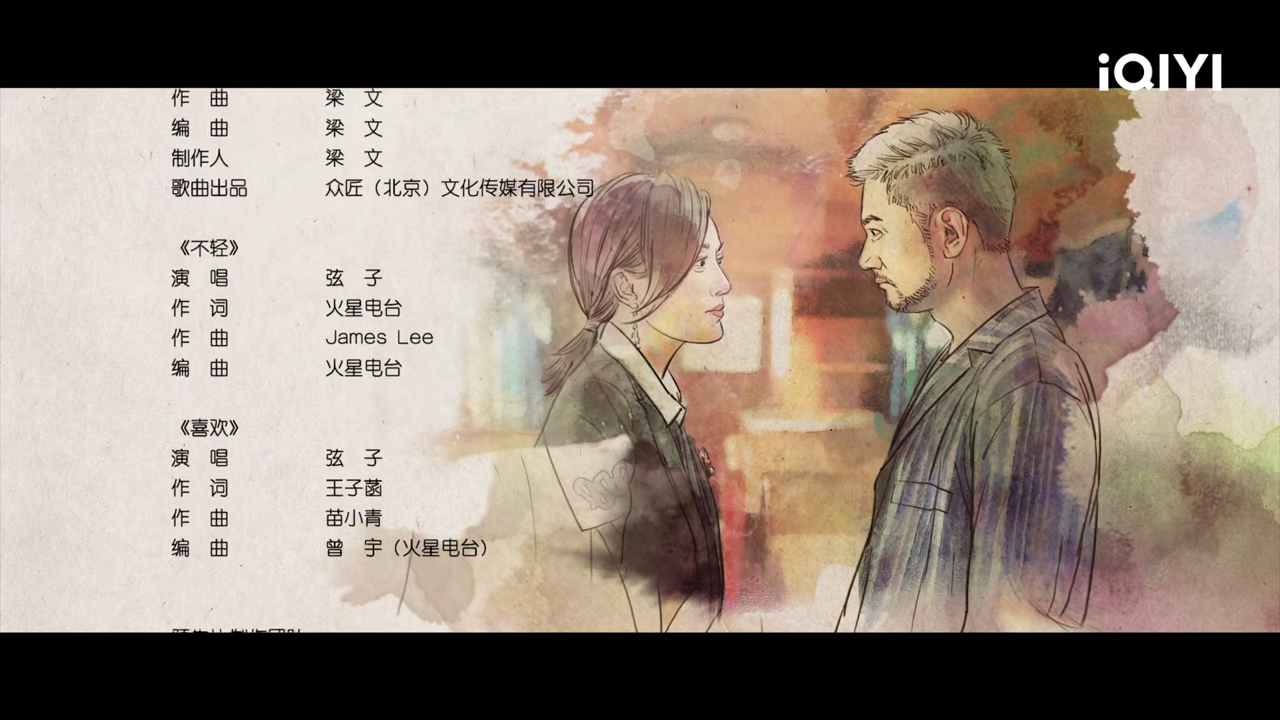 iQIYI
作 曲 梁 文
编 曲 梁 文
制作人 梁 文
歌曲出品 众匠（北京）文化传媒有限公司
《不轻》
演 唱 弦 子
作 词 火星电台
作 曲 James Lee
编 曲 火星电台
《喜欢》
演 唱 弦 子
作 词 王子菡
作 曲 苗小青
编 曲 曾 宇（火星电台）